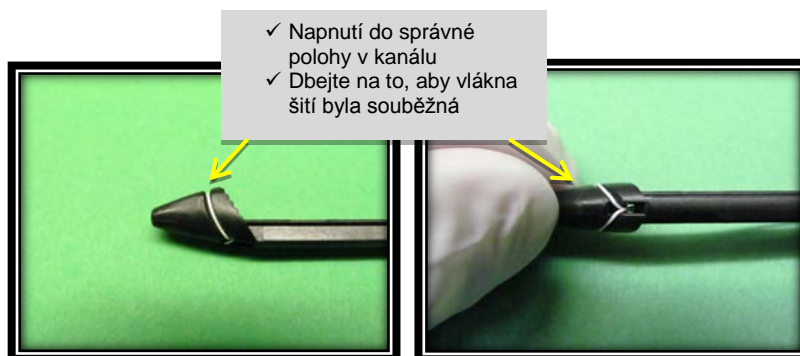 ✓ Napnutí do správné
polohy v kanálu
✓ Dbejte na to, aby vlákna
šití byla souběžná